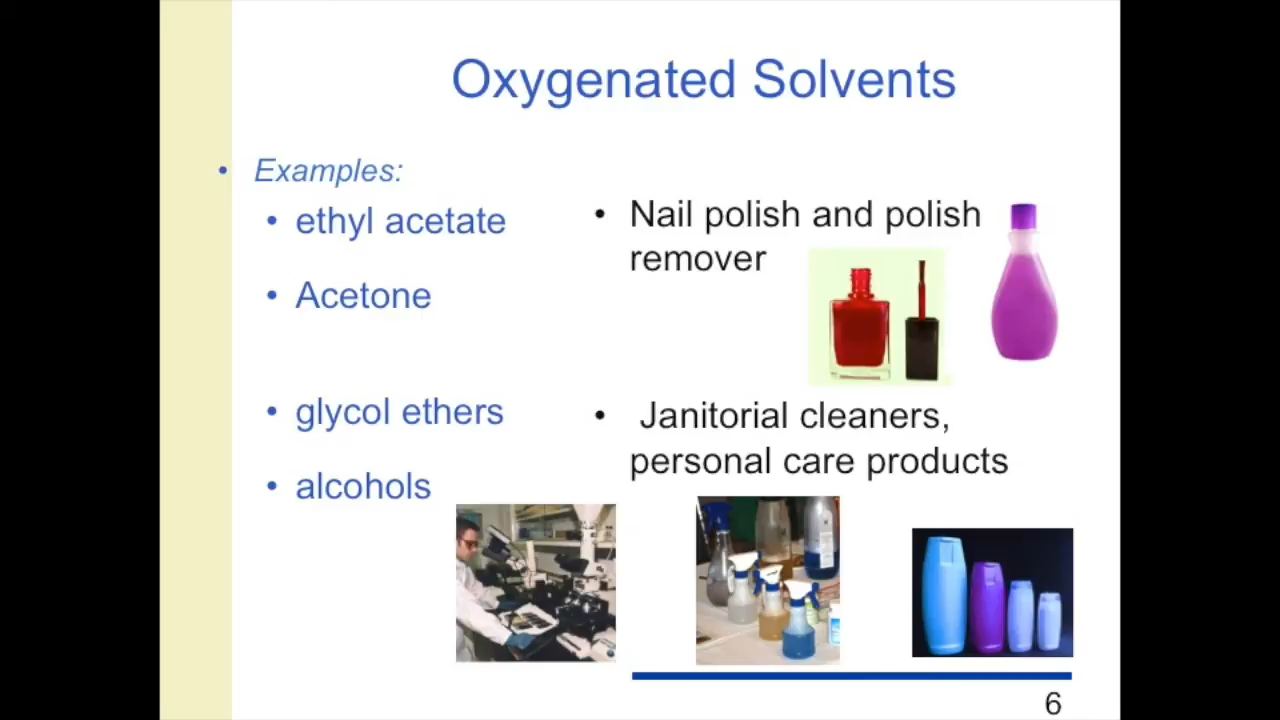 Oxygenated Solvents
• Examples:
• ethyl acetate
• Acetone
• glycol ethers
• alcohols
• Nail polish and polish
remover
• Janitorial cleaners,
personal care products
6